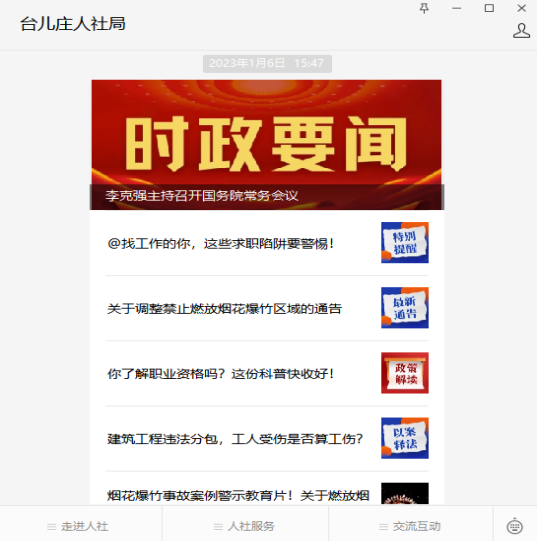 台儿庄人社局
2023年1月6日 15:47
时政要闻
李克强主持召开国务院常务会议
@找工作的你，这些求职陷阱要警惕！
特别
提醒
关于调整禁止燃放烟花爆竹区域的通告
最新
通告
你了解职业资格吗？这份科普快收好！
政策
解读
建筑工程违法分包，工人受伤是否算工伤？
以案
释法
烟花爆竹事故案例警示教育片！关于燃放烟
走进人社
人社服务
交流互动